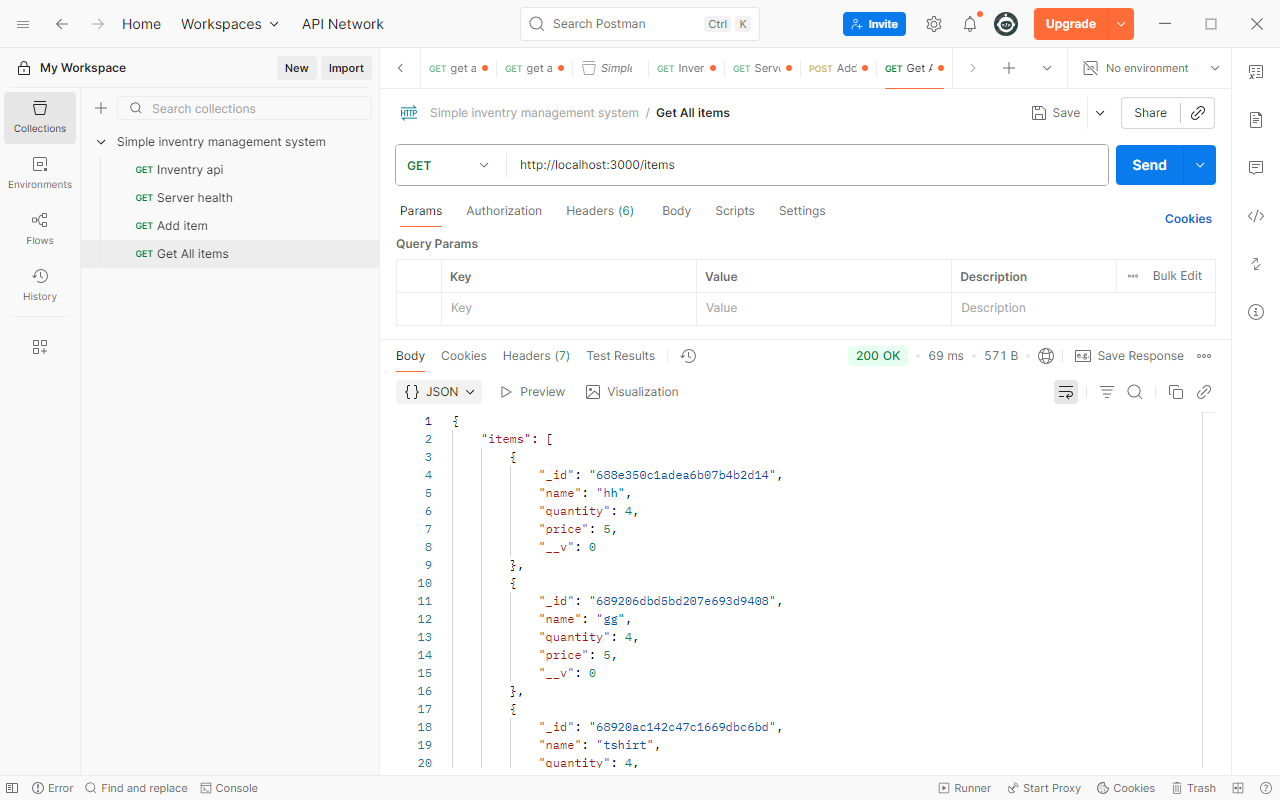 Home Workspaces API Network Search Postman Ctrl K Invite Upgrade
My Workspace New Import
GET get a GET get a Simple GET Inver GET Serve POST Add GET Get A No environment
Collections
Environments
Flows
History
Search collections
Simple inventry management system
GET Inventry api
GET Server health
GET Add item
GET Get All items
HTTP Simple inventry management system / Get All items Save Share
GET http://localhost:3000/items Send
Params Authorization Headers (6) Body Scripts Settings Cookies
Query Params
Key Value Description Bulk Edit
Key Value Description
Body Cookies Headers (7) Test Results 200 OK 69 ms 571 B e.g. Save Response
{} JSON Preview Visualization
1 {
2 "items": [
3 {
4 "_id": "688e350c1adea6b07b4b2d14",
5 "name": "hh",
6 "quantity": 4,
7 "price": 5,
8 "__v": 0
9 },
10 {
11 "_id": "689206dbd5bd207e693d9408",
12 "name": "gg",
13 "quantity": 4,
14 "price": 5,
15 "__v": 0
16 },
17 {
18 "_id": "68920ac142c47c1669dbc6bd",
19 "name": "tshirt",
20 "quantity": 4,
Error Find and replace Console Runner Start Proxy Cookies Trash